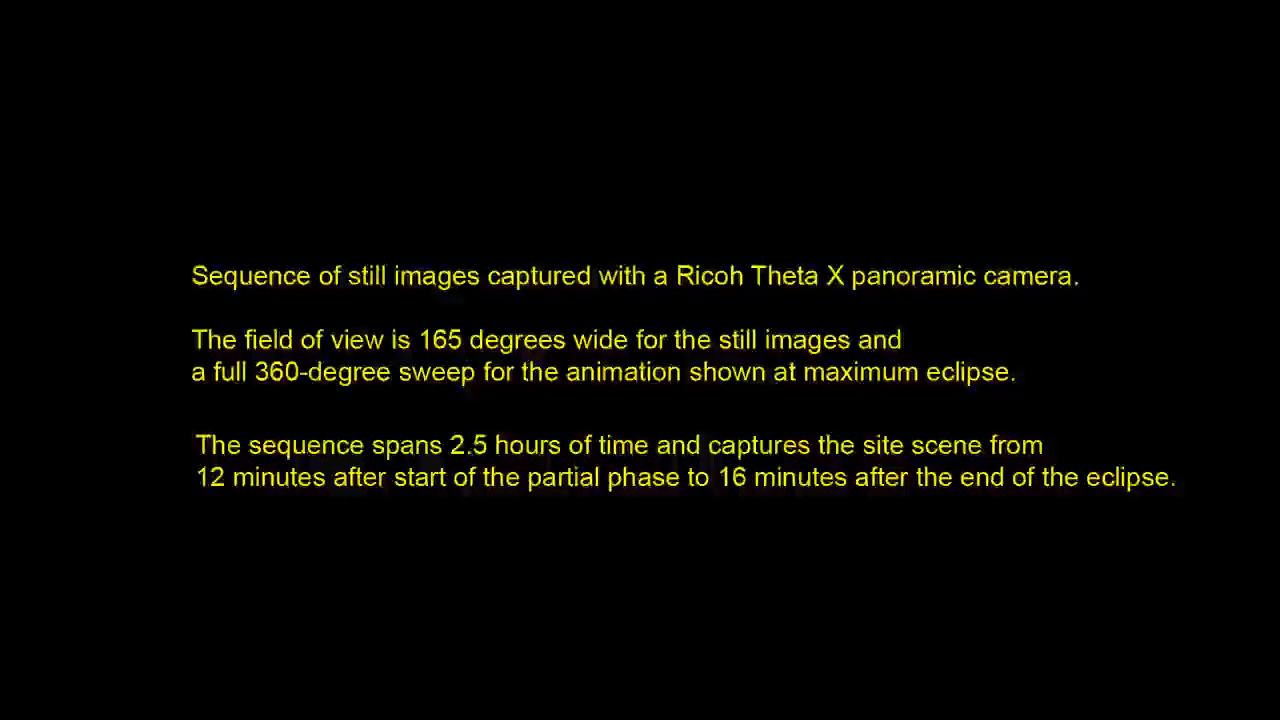 Sequence of still images captured with a Ricoh Theta X panoramic camera.
The field of view is 165 degrees wide for the still images and
a full 360-degree sweep for the animation shown at maximum eclipse.
The sequence spans 2.5 hours of time and captures the site scene from
12 minutes after start of the partial phase to 16 minutes after the end of the eclipse.